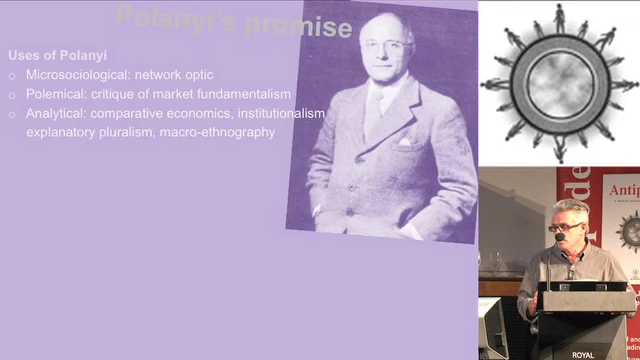 Polanyi's promise
Uses of Polanyi
o Microsociological: network optic
o Polemical: critique of market fundamentalism
o Analytical: comparative economics, institutionalism
explanatory pluralism, macro-ethnography
de
Antip
ROYAL